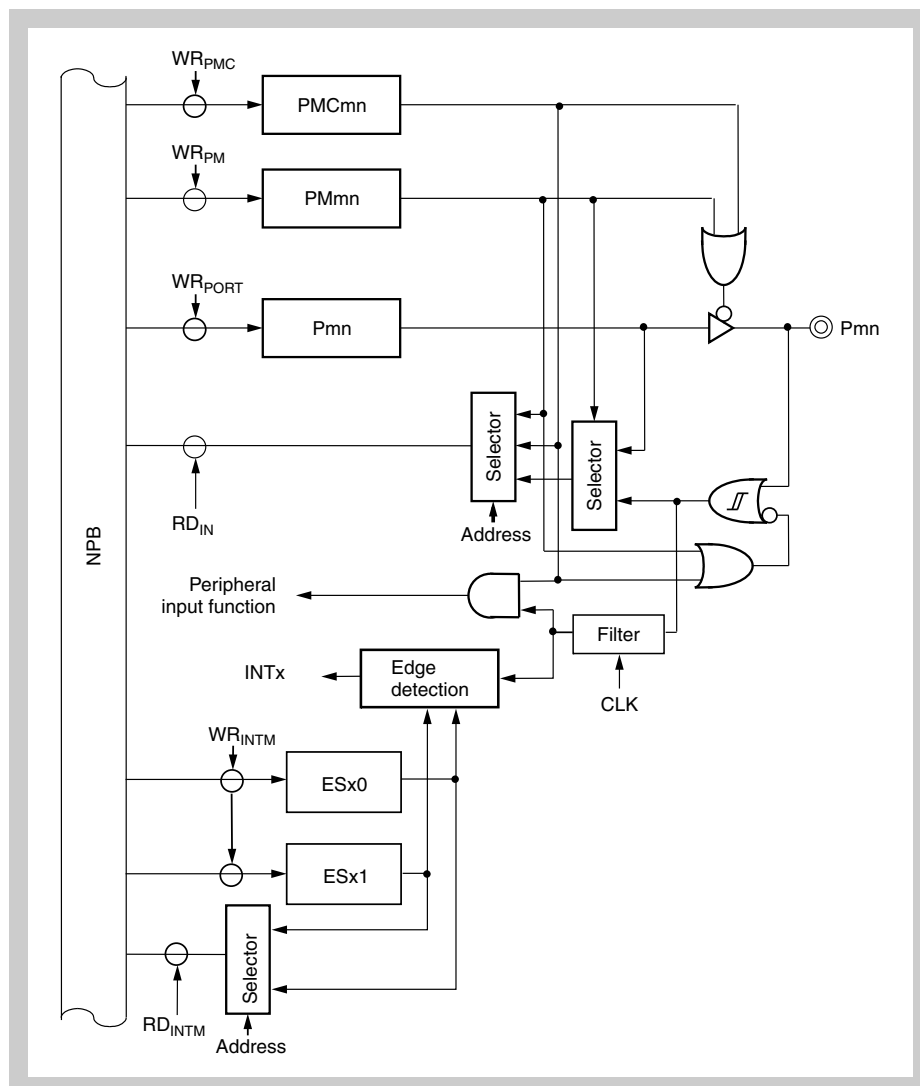 WRPMC
PMCmn
WRPM
PMmn
WRPORT
Pmn
Pmn
Selector
Selector
RDIN
Address
NPB
Peripheral
input function
Filter
CLK
INTx
Edge
detection
WRINTM
ESx0
ESx1
Selector
RDINTM
Address